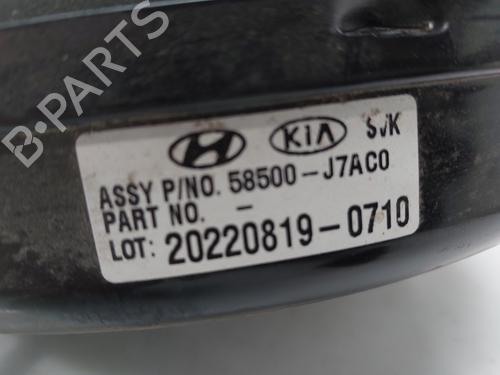 KIA SVK
ASSY P/NO. 58500-J7AC0
PART NO. -
LOT: 20220819-0710
B-PARTS